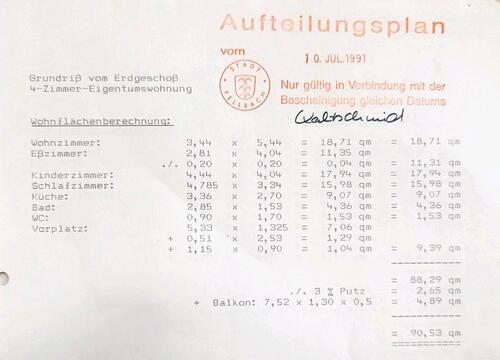 Aufteilungsplan
vom 10. JUL. 1991
STADT FELLBACH
Grundriß vom Erdgeschoß
4-Zimmer-Eigentumswohnung
Nur gültig in Verbindung mit der
Bescheinigung gleichen Datums
Wohnflächenberechnung:
Wohnzimmer: 3,44 x 5,44 = 18,71 qm = 18,71 qm
Eßzimmer: 2,81 x 4,04 = 11,35 qm
./. 0,20 x 0,20 = 0,04 qm = 11,31 qm
Kinderzimmer: 4,44 x 4,04 = 17,94 qm = 17,94 qm
Schlafzimmer: 4,785 x 3,34 = 15,98 qm = 15,98 qm
Küche: 3,36 x 2,70 = 9,07 qm = 9,07 qm
Bad: 2,85 x 1,53 = 4,36 qm = 4,36 qm
WC: 0,90 x 1,70 = 1,53 qm = 1,53 qm
Vorplatz: 5,33 x 1,325 = 7,06 qm
+ 0,51 x 2,53 = 1,29 qm
+ 1,15 x 0,90 = 1,04 qm = 9,39 qm
= 88,29 qm
./. 3 % Putz = 2,65 qm
+ Balkon: 7,52 x 1,30 x 0,5 = 4,89 qm
= 90,53 qm